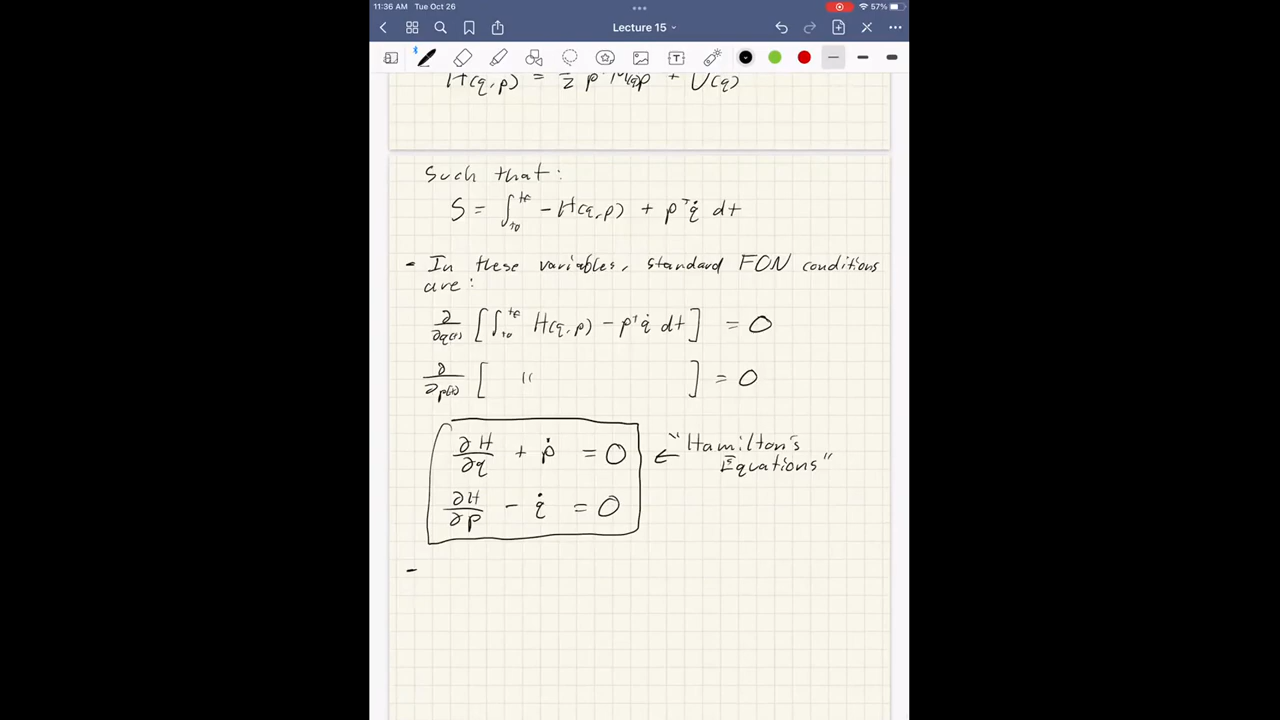 11:36 AM Tue Oct 26
57%
Lecture 15
H(q,p) = 1/2 pᵀM(q)p + U(q)
Such that:
S = ∫_{t0}^{tf} -H(q,p) + pᵀq̇ dt
- In these variables, standard FON conditions
are:
∂/∂q(t) [∫_{t0}^{tf} H(q,p) - pᵀq̇ dt] = 0
∂/∂p(t) [ " ] = 0
∂H/∂q + ṗ = 0 ← "Hamilton's
Equations"
∂H/∂p - q̇ = 0
-